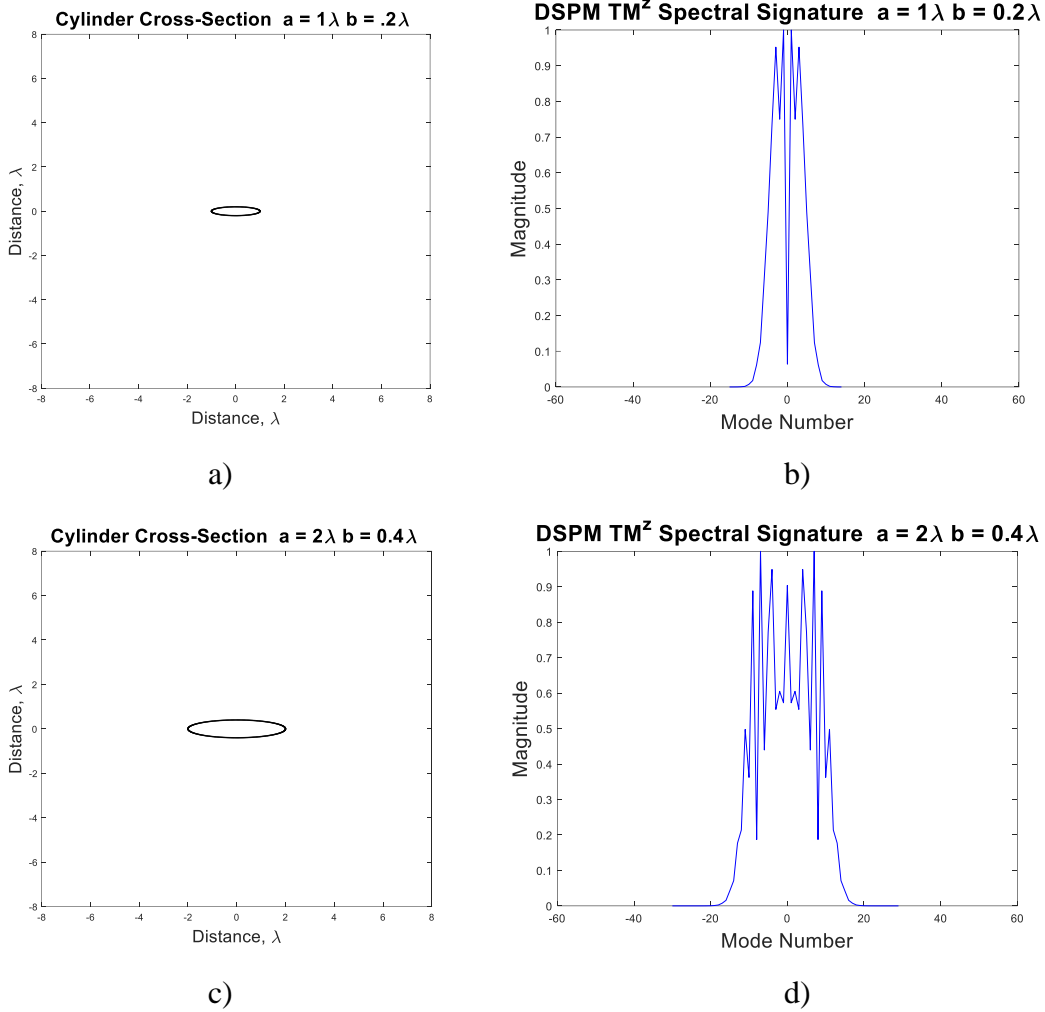 Cylinder Cross-Section a = 1λ b = .2λ
8
6
4
2
0
-2
-4
-6
-8
-8 -6 -4 -2 0 2 4 6 8
Distance, λ
Distance, λ
a)
DSPM TM^z Spectral Signature a = 1λ b = 0.2λ
1
0.9
0.8
0.7
0.6
0.5
0.4
0.3
0.2
0.1
0
-60 -40 -20 0 20 40 60
Magnitude
Mode Number
b)
Cylinder Cross-Section a = 2λ b = 0.4λ
8
6
4
2
0
-2
-4
-6
-8
-8 -6 -4 -2 0 2 4 6 8
Distance, λ
Distance, λ
c)
DSPM TM^z Spectral Signature a = 2λ b = 0.4λ
1
0.9
0.8
0.7
0.6
0.5
0.4
0.3
0.2
0.1
0
-60 -40 -20 0 20 40 60
Magnitude
Mode Number
d)